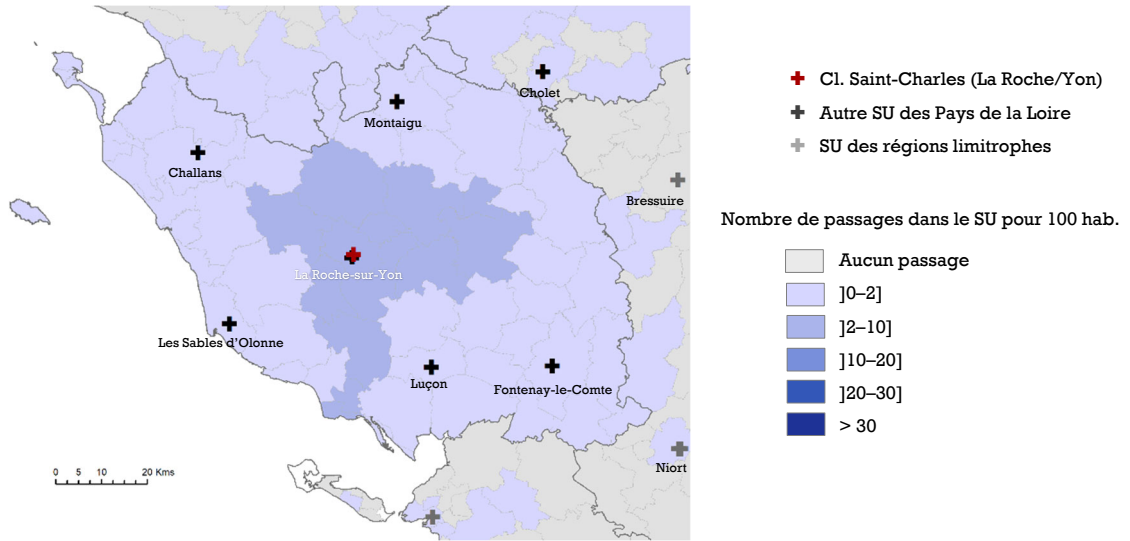 Cholet
Montaigu
Challans
Bressuire
La Roche-sur-Yon
Les Sables d'Olonne
Luçon
Fontenay-le-Comte
Niort
0 5 10 20 Kms
Cl. Saint-Charles (La Roche/Yon)
Autre SU des Pays de la Loire
SU des régions limitrophes
Nombre de passages dans le SU pour 100 hab.
Aucun passage
]0–2]
]2–10]
]10–20]
]20–30]
> 30